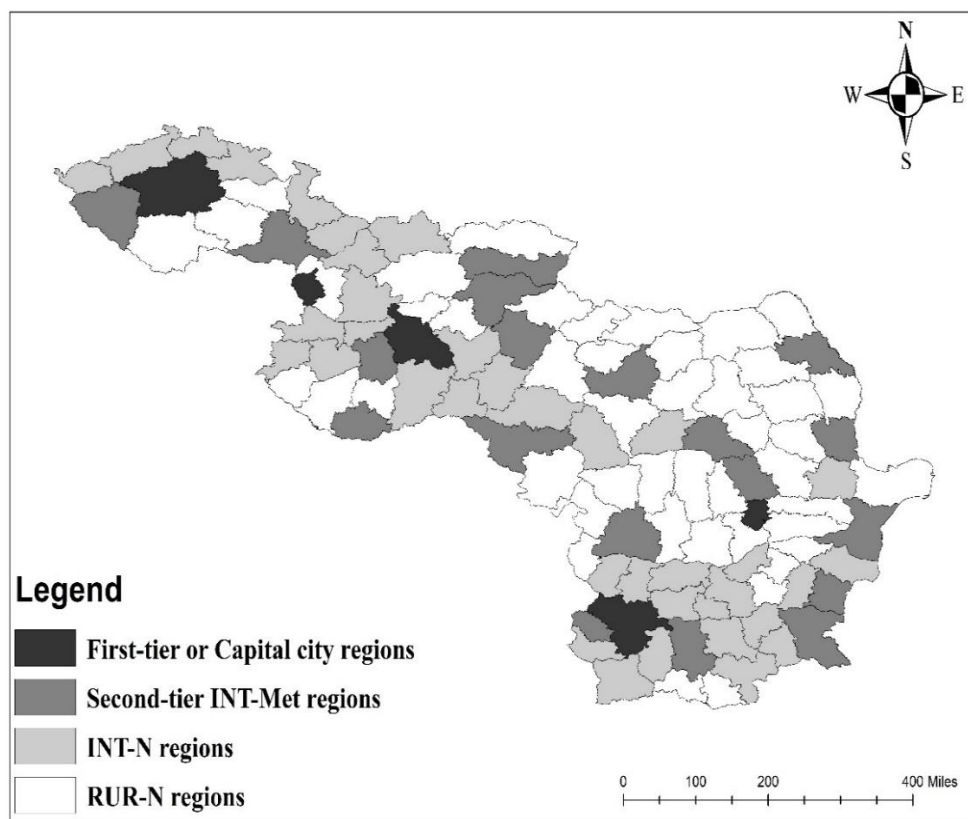 N
W E
S
Legend
First-tier or Capital city regions
Second-tier INT-Met regions
INT-N regions
RUR-N regions
0 100 200 400 Miles